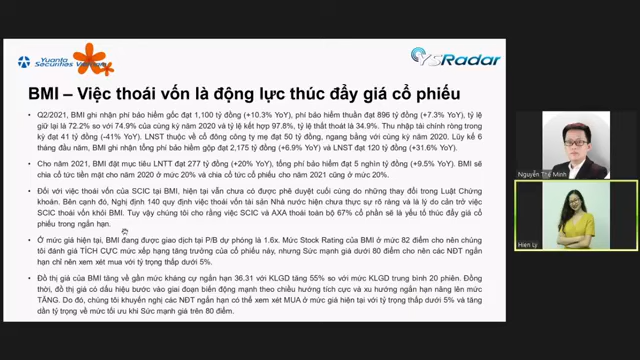 Yuanta
Securities Vietnam
YSRadar
BMI – Việc thoái vốn là động lực thúc đẩy giá cổ phiếu
Q2/2021, BMI ghi nhận phí bảo hiểm gốc đạt 1,100 tỷ đồng (+10.3% YoY), phí bảo hiểm thuần đạt 896 tỷ đồng (+7.3% YoY), tỷ lệ
giữ lại là 72.2% so với 74.9% của cùng kỳ năm 2020 và tỷ lệ kết hợp 97.8%, tỷ lệ thất thoát là 34.9%. Thu nhập tài chính ròng trong
kỳ đạt 41 tỷ đồng (-41% YoY). LNST thuộc về cổ đông công ty mẹ đạt 50 tỷ đồng, ngang bằng với cùng kỳ năm 2020. Lũy kế 6
tháng đầu năm, BMI ghi nhận tổng phí bảo hiểm gộp đạt 2,175 tỷ đồng (+6.9% YoY) và LNST đạt 120 tỷ đồng (+31.6% YoY).
Cho năm 2021, BMI đặt mục tiêu LNTT đạt 277 tỷ đồng (+20% YoY), tổng phí bảo hiểm đạt 5 nghìn tỷ đồng (+9.5% YoY). BMI sẽ
chia cổ tức tiền mặt cho năm 2020 ở mức 20% và chia cổ tức cổ phiếu cho năm 2021 cũng ở mức 20%.
Đối với việc thoái vốn của SCIC tại BMI, hiện tại vẫn chưa có được phê duyệt cuối cùng do những thay đổi trong Luật Chứng
khoán. Bên cạnh đó, Nghị định 140 quy định việc thoái vốn tài sản Nhà nước hiện chưa thực sự rõ ràng và là lý do cản trở việc
SCIC thoái vốn khỏi BMI. Tuy vậy chúng tôi cho rằng việc SCIC và AXA thoái toàn bộ 67% cổ phần sẽ là yếu tố thúc đẩy giá cổ
phiếu trong ngắn hạn.
Ở mức giá hiện tại, BMI đang được giao dịch tại P/B dự phóng là 1.6x. Mức Stock Rating của BMI ở mức 82 điểm cho nên chúng
tôi đánh giá TÍCH CỰC mức xếp hạng tăng trưởng của cổ phiếu này, nhưng Sức mạnh giá dưới 80 điểm cho nên các NĐT ngắn
hạn chỉ nên xem xét mua với tỷ trọng thấp dưới 5%.
Đồ thị giá của BMI tăng về gần mức kháng cự ngắn hạn 36.31 với KLGD tăng 55% so với mức KLGD trung bình 20 phiên. Đồng
thời, đồ thị giá có dấu hiệu bước vào giai đoạn biến động mạnh theo chiều hướng tích cực và xu hướng ngắn hạn nâng lên mức
TĂNG. Do đó, chúng tôi khuyến nghị các NĐT ngắn hạn có thể xem xét MUA ở mức giá hiện tại với tỷ trọng thấp dưới 5% và tăng
dần tỷ trọng về mức tối ưu khi Sức mạnh giá trên 80 điểm.
Nguyễn Thế Minh
Hien Ly